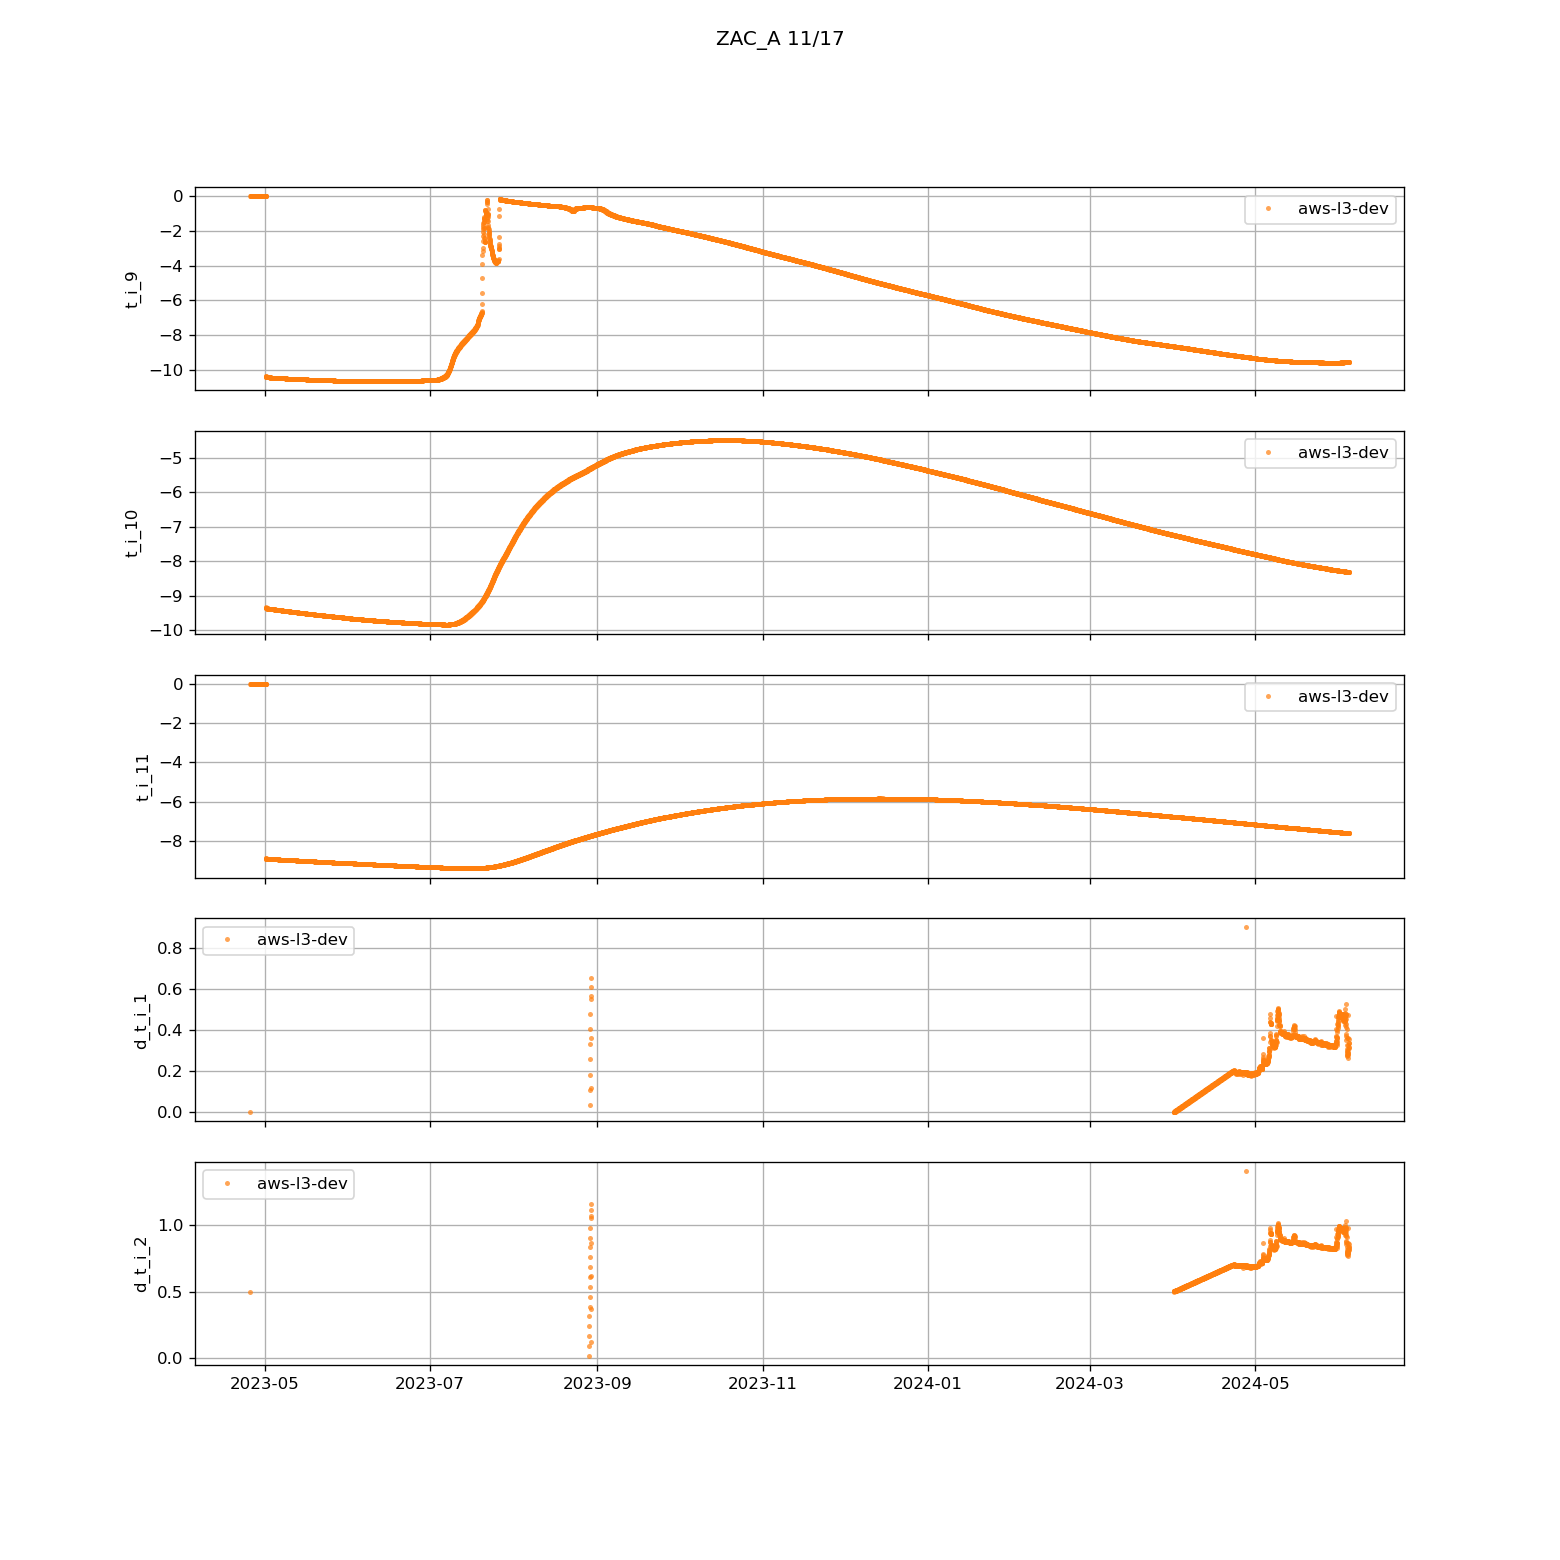 ZAC_A 11/17
0
−2
−4
−6
−8
−10
t_i_9
aws-l3-dev
−5
−6
−7
−8
−9
−10
t_i_10
aws-l3-dev
0
−2
−4
−6
−8
t_i_11
aws-l3-dev
0.8
0.6
0.4
0.2
0.0
d_t_i_1
aws-l3-dev
1.0
0.5
0.0
d_t_i_2
aws-l3-dev
2023-05 2023-07 2023-09 2023-11 2024-01 2024-03 2024-05